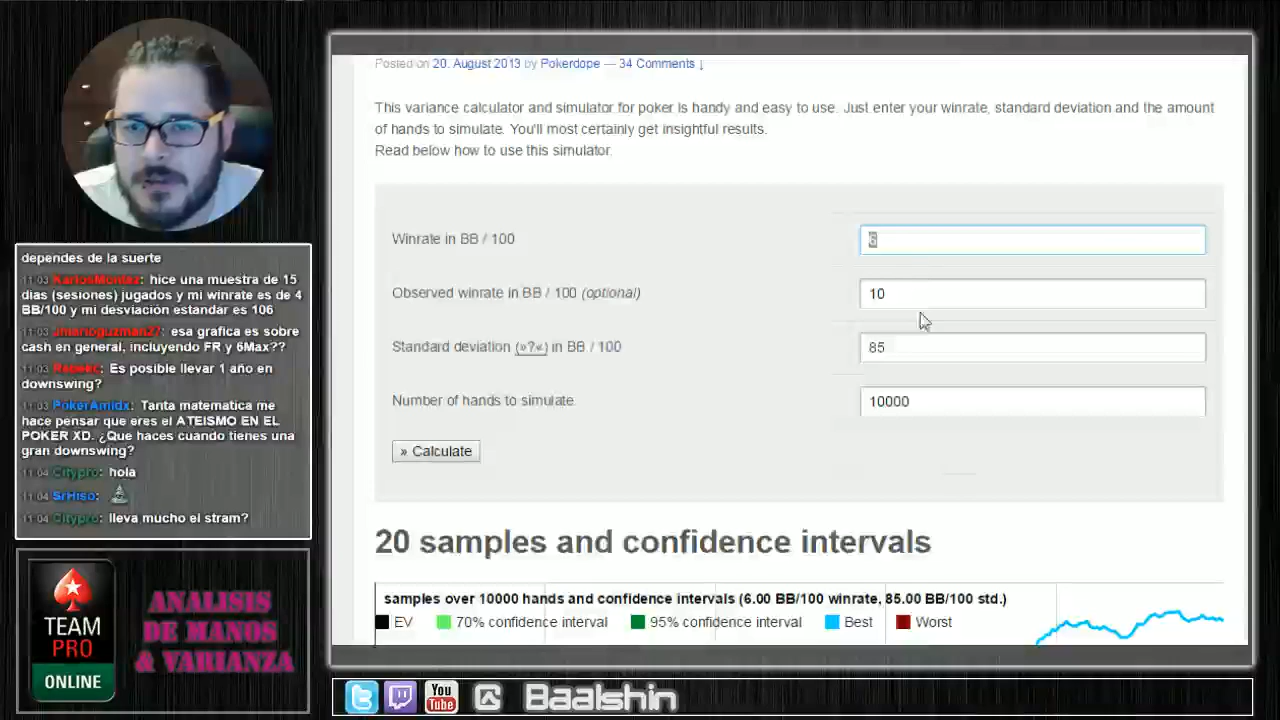 Posted on 20. August 2013 by Pokerdope — 34 Comments ↓
This variance calculator and simulator for poker is handy and easy to use. Just enter your winrate, standard deviation and the amount
of hands to simulate. You'll most certainly get insightful results.
Read below how to use this simulator.
Winrate in BB / 100
6
Observed winrate in BB / 100 (optional)
10
Standard deviation (»?«) in BB / 100
85
Number of hands to simulate
10000
» Calculate
20 samples and confidence intervals
samples over 10000 hands and confidence intervals (6.00 BB/100 winrate, 85.00 BB/100 std.)
EV 70% confidence interval 95% confidence interval Best Worst
dependes de la suerte
11:03 KarlosMontez: hice una muestra de 15
dias (sesiones) jugados y mi winrate es de 4
BB/100 y mi desviación estandar es 106
11:03 Jmarioguzman27: esa grafica es sobre
cash en general, incluyendo FR y 6Max??
11:03 Es posible llevar 1 año en
downswing?
11:03 PokerAmidx: Tanta matematica me
hace pensar que eres el ATEISMO EN EL
POKER XD. ¿Que haces cuando tienes una
gran downswing?
11:04 Citypro: hola
11:04 SrHiso:
11:04 Citypro: lleva mucho el stram?
TEAM
PRO
ONLINE
ANALISIS
DE MANOS
& VARIANZA
You
Tube
Baalshin